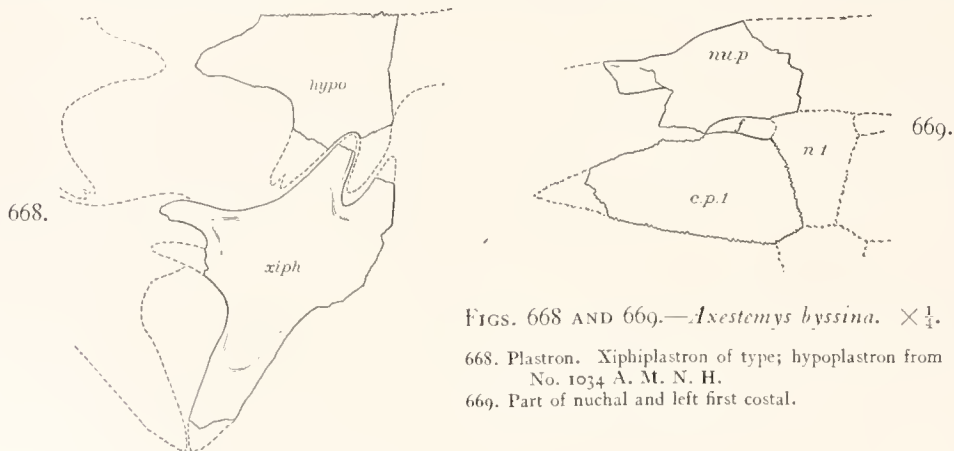 668.
hypo
xiph
nu.p
f
n 1
c.p.1
669.
FIGS. 668 AND 669.—Axestemys byssina. × 1/4.
668. Plastron. Xiphiplastron of type; hypoplastron from
No. 1034 A. M. N. H.
669. Part of nuchal and left first costal.